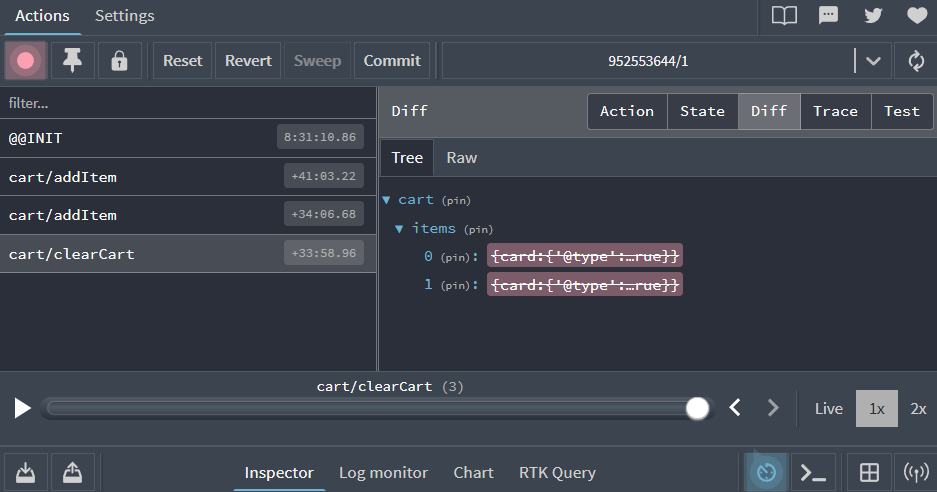 Actions Settings
Reset Revert Sweep Commit 952553644/1
filter...
Diff Action State Diff Trace Test
@@INIT 8:31:10.86
Tree Raw
cart/addItem +41:03.22
cart (pin)
cart/addItem +34:06.68
items (pin)
cart/clearCart +33:58.96
0 (pin): {card:{'@type':…rue}}
1 (pin): {card:{'@type':…rue}}
cart/clearCart (3)
Live 1x 2x
Inspector Log monitor Chart RTK Query